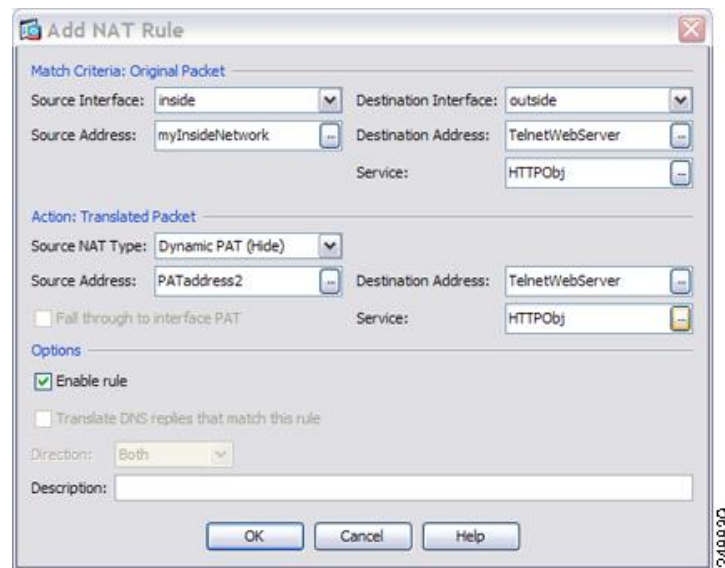 Add NAT Rule
Match Criteria: Original Packet
Source Interface: inside Destination Interface: outside
Source Address: myInsideNetwork ... Destination Address: TelnetWebServer ...
Service: HTTPObj ...
Action: Translated Packet
Source NAT Type: Dynamic PAT (Hide)
Source Address: PATaddress2 ... Destination Address: TelnetWebServer ...
Fall through to interface PAT Service: HTTPObj ...
Options
Enable rule
Translate DNS replies that match this rule
Direction: Both
Description:
OK Cancel Help